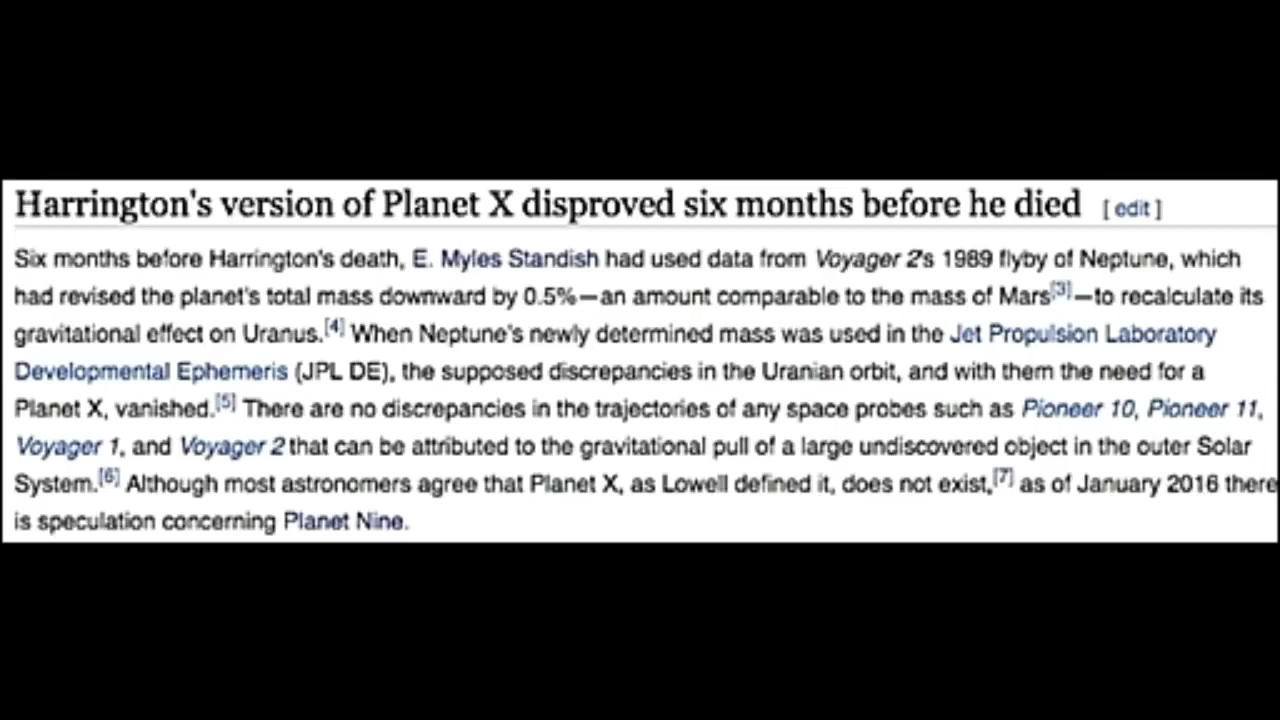 Harrington's version of Planet X disproved six months before he died [ edit ]
Six months before Harrington's death, E. Myles Standish had used data from Voyager 2's 1989 flyby of Neptune, which
had revised the planet's total mass downward by 0.5%—an amount comparable to the mass of Mars[3]—to recalculate its
gravitational effect on Uranus.[4] When Neptune's newly determined mass was used in the Jet Propulsion Laboratory
Developmental Ephemeris (JPL DE), the supposed discrepancies in the Uranian orbit, and with them the need for a
Planet X, vanished.[5] There are no discrepancies in the trajectories of any space probes such as Pioneer 10, Pioneer 11,
Voyager 1, and Voyager 2 that can be attributed to the gravitational pull of a large undiscovered object in the outer Solar
System.[6] Although most astronomers agree that Planet X, as Lowell defined it, does not exist,[7] as of January 2016 there
is speculation concerning Planet Nine.